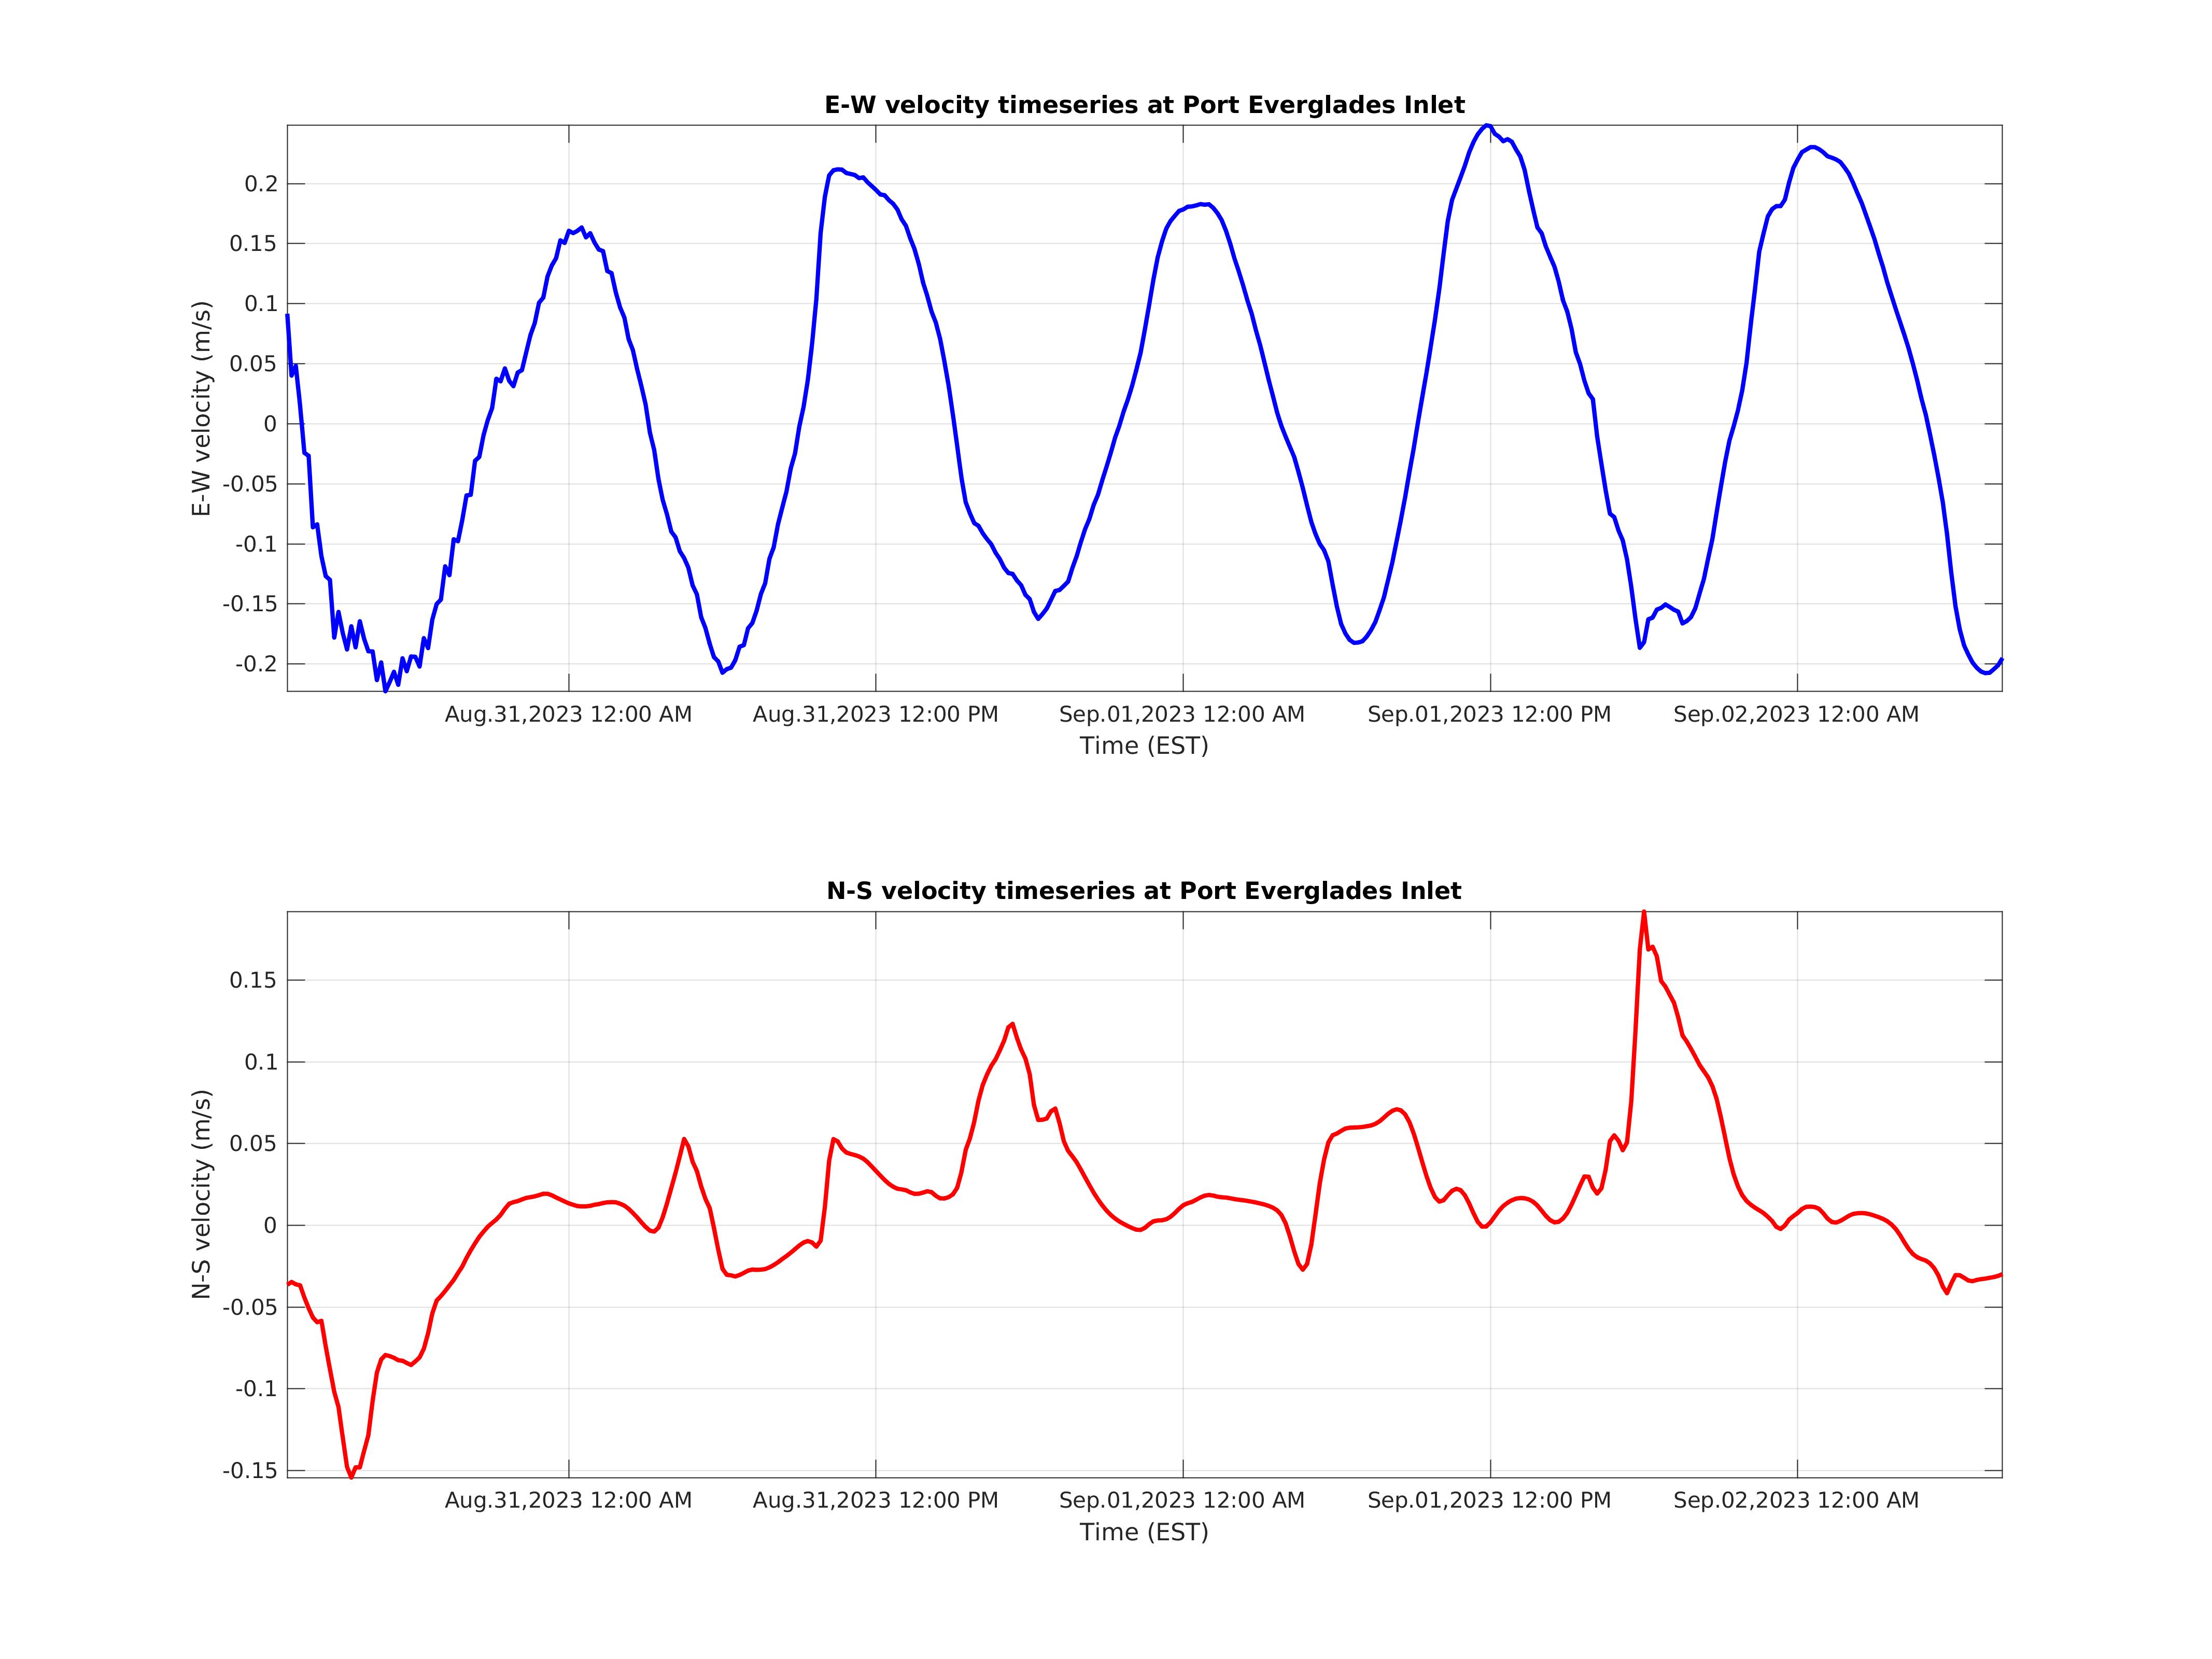 E-W velocity timeseries at Port Everglades Inlet
E-W velocity (m/s)
0.2
0.15
0.1
0.05
0
-0.05
-0.1
-0.15
-0.2
Aug.31,2023 12:00 AM
Aug.31,2023 12:00 PM
Sep.01,2023 12:00 AM
Sep.01,2023 12:00 PM
Sep.02,2023 12:00 AM
Time (EST)
N-S velocity timeseries at Port Everglades Inlet
N-S velocity (m/s)
0.15
0.1
0.05
0
-0.05
-0.1
-0.15
Aug.31,2023 12:00 AM
Aug.31,2023 12:00 PM
Sep.01,2023 12:00 AM
Sep.01,2023 12:00 PM
Sep.02,2023 12:00 AM
Time (EST)